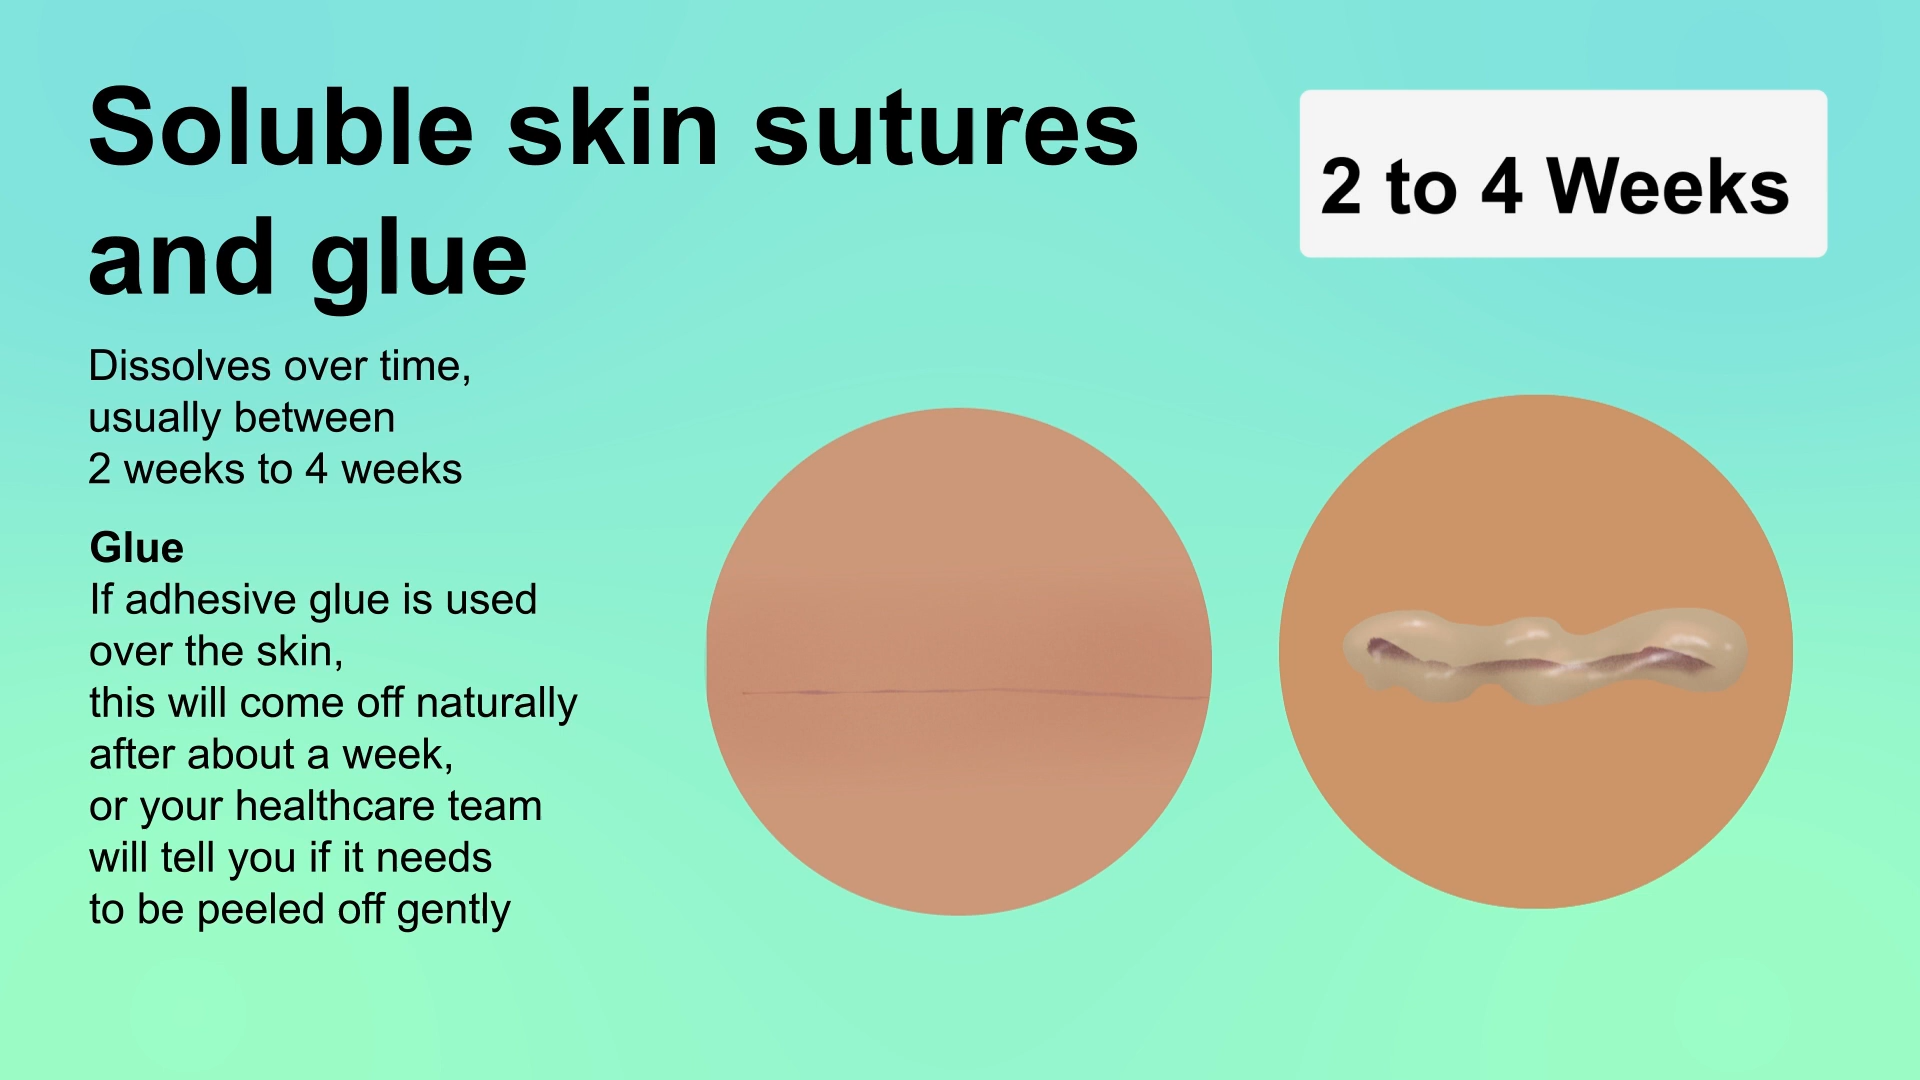 Soluble skin sutures
and glue
2 to 4 Weeks
Dissolves over time,
usually between
2 weeks to 4 weeks
Glue
If adhesive glue is used
over the skin,
this will come off naturally
after about a week,
or your healthcare team
will tell you if it needs
to be peeled off gently